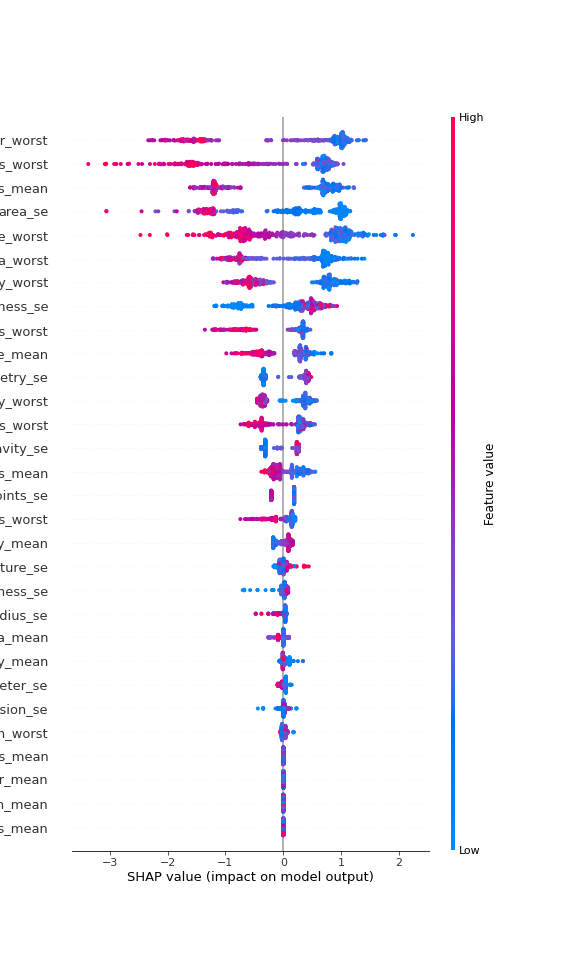 High
r_worst
s_worst
s_mean
area_se
e_worst
a_worst
y_worst
ness_se
s_worst
e_mean
etry_se
y_worst
s_worst
avity_se
s_mean
oints_se
s_worst
y_mean
ture_se
ness_se
dius_se
a_mean
y_mean
eter_se
sion_se
n_worst
s_mean
r_mean
n_mean
s_mean
Feature value
Low
−3 −2 −1 0 1 2
SHAP value (impact on model output)